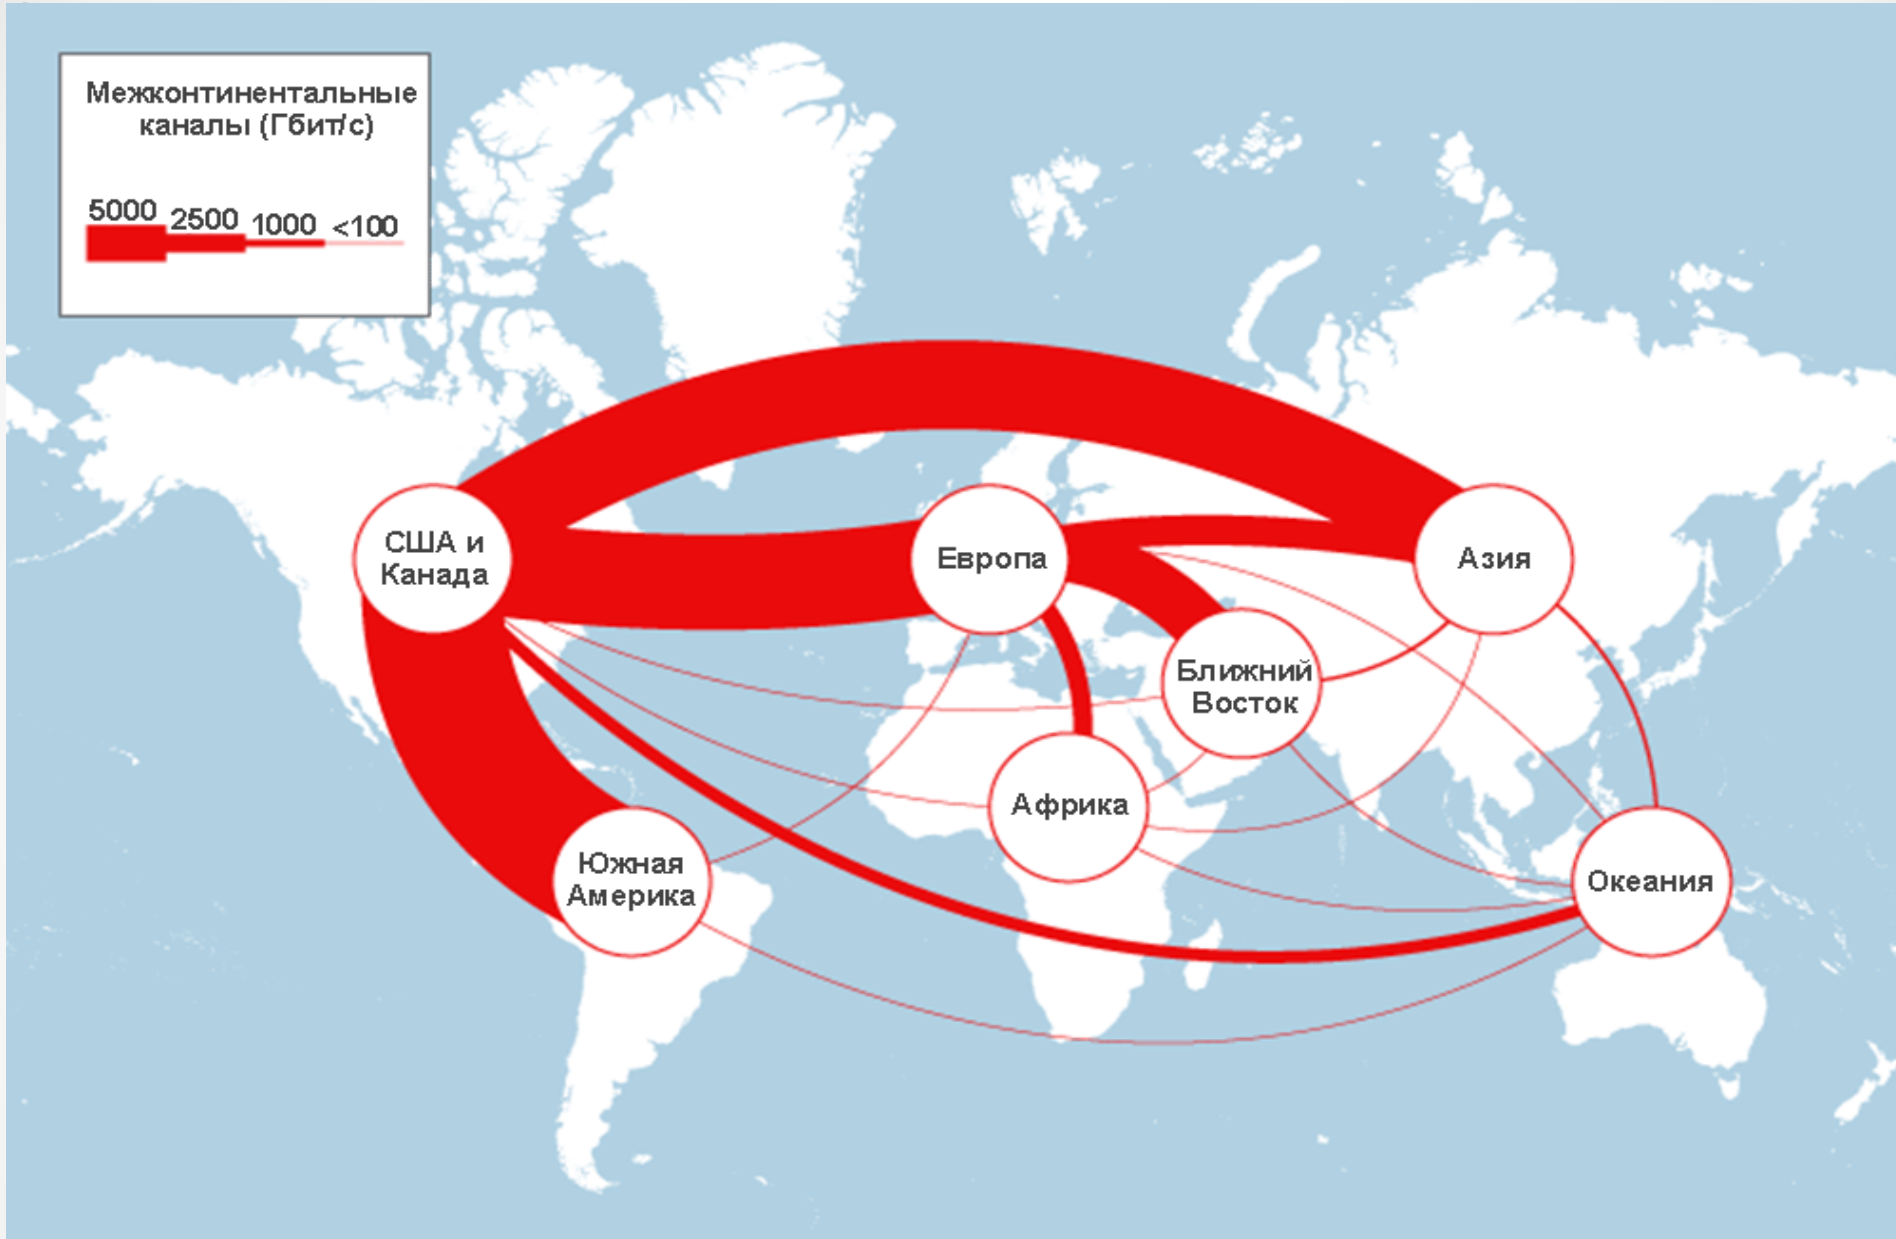 Межконтинентальные
каналы (Гбит/с)
5000 2500 1000 <100
США и
Канада
Европа
Азия
Ближний
Восток
Африка
Южная
Америка
Океания